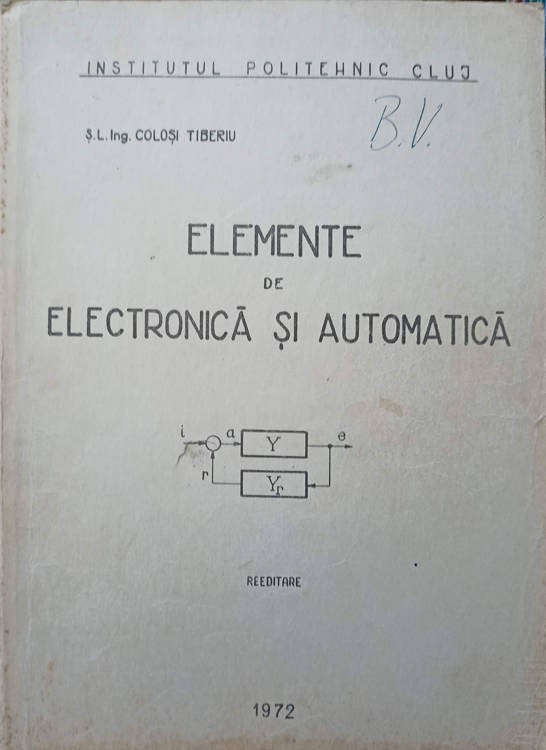 INSTITUTUL POLITEHNIC CLUJ
Ş.L. Ing. COLOŞI TIBERIU
B.V.
ELEMENTE
DE
ELECTRONICĂ ŞI AUTOMATICĂ
i a Y e
r Yr
REEDITARE
1972